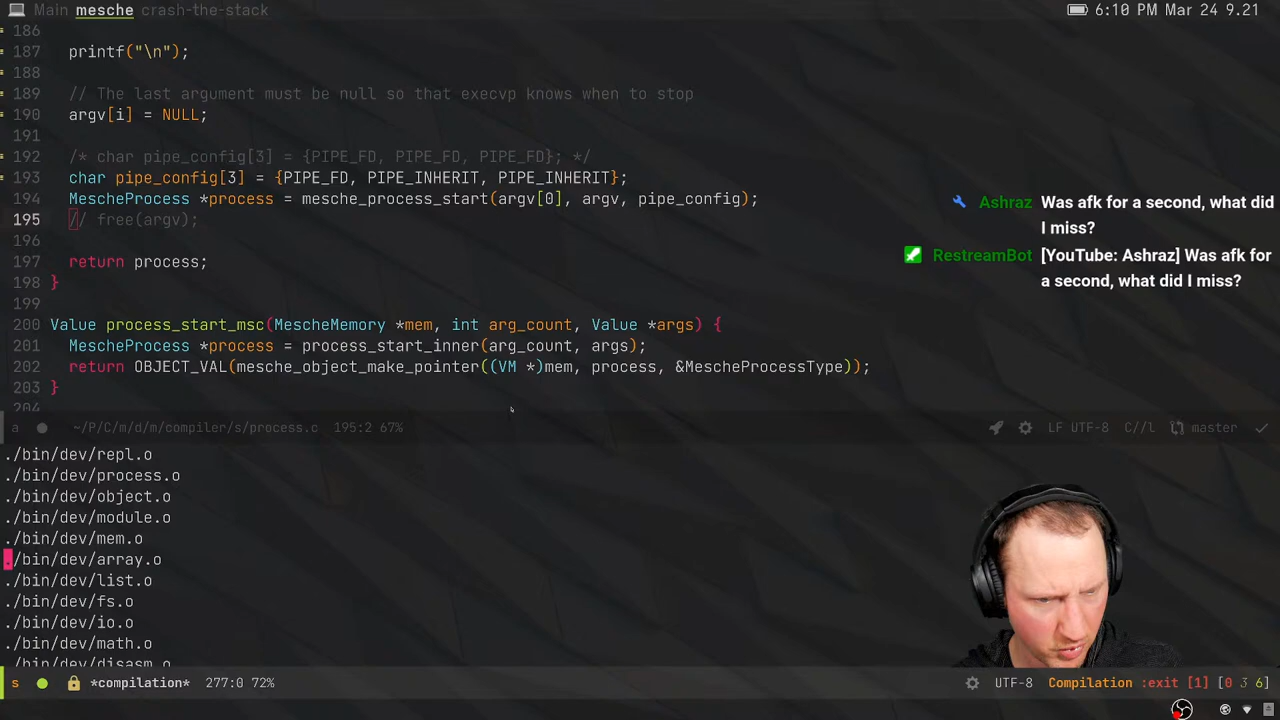 Main mesche crash-the-stack
6:10 PM Mar 24 9.21
186
187 printf("\n");
188
189 // The last argument must be null so that execvp knows when to stop
190 argv[i] = NULL;
191
192 /* char pipe_config[3] = {PIPE_FD, PIPE_FD, PIPE_FD}; */
193 char pipe_config[3] = {PIPE_FD, PIPE_INHERIT, PIPE_INHERIT};
194 MescheProcess *process = mesche_process_start(argv[0], argv, pipe_config);
195 // free(argv);
196
197 return process;
198 }
199
200 Value process_start_msc(MescheMemory *mem, int arg_count, Value *args) {
201 MescheProcess *process = process_start_inner(arg_count, args);
202 return OBJECT_VAL(mesche_object_make_pointer((VM *)mem, process, &MescheProcessType));
203 }
204
Ashraz Was afk for a second, what did
I miss?
RestreamBot [YouTube: Ashraz] Was afk for
a second, what did I miss?
a ~/P/C/m/d/m/compiler/s/process.c 195:2 67% LF UTF-8 C//l master
./bin/dev/repl.o
./bin/dev/process.o
./bin/dev/object.o
./bin/dev/module.o
./bin/dev/mem.o
./bin/dev/array.o
./bin/dev/list.o
./bin/dev/fs.o
./bin/dev/io.o
./bin/dev/math.o
./bin/dev/disasm.o
s *compilation* 277:0 72% UTF-8 Compilation :exit [1] [0 3 6]